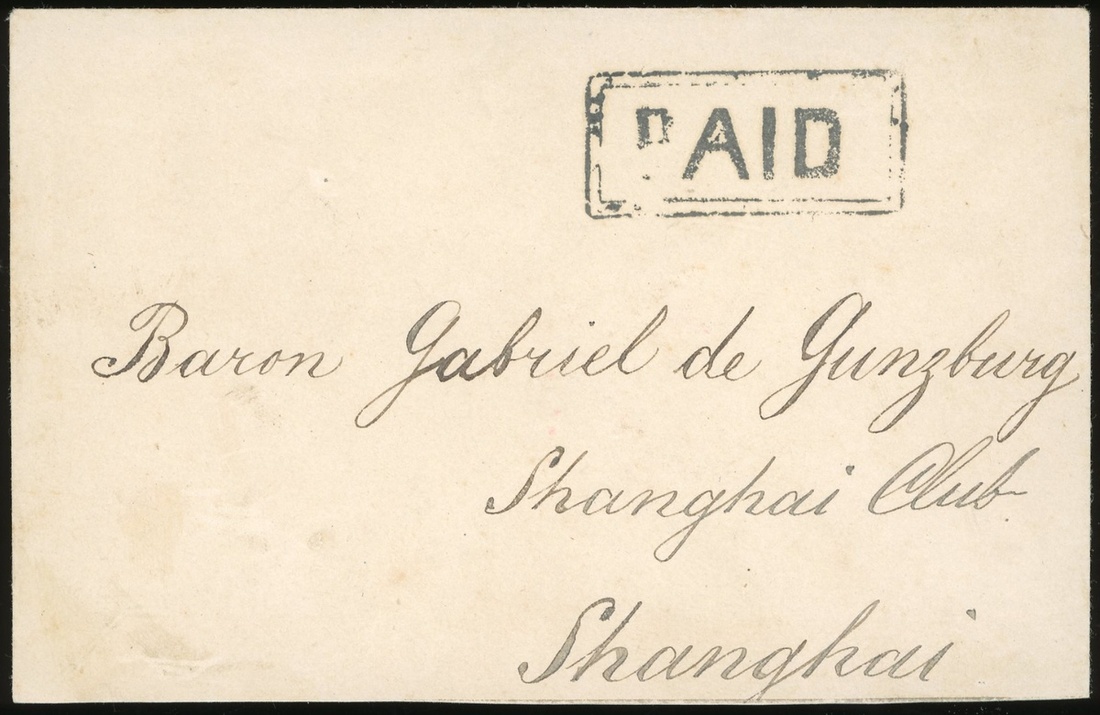 PAID
Baron Gabriel de Gunzburg
Shanghai Club
Shanghai